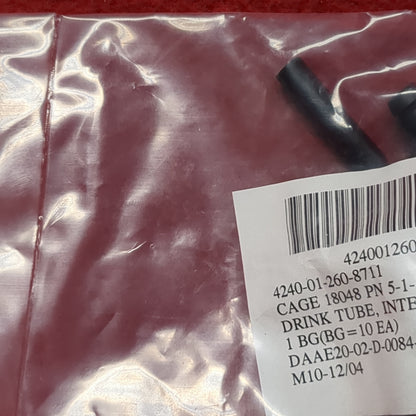 424001260
4240-01-260-8711
CAGE 18048 PN 5-1-
DRINK TUBE, INTE
1 BG(BG=10 EA)
DAAE20-02-D-0084-
M10-12/04